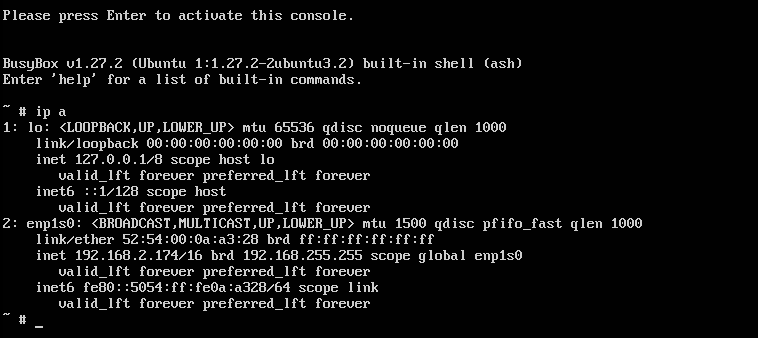 Please press Enter to activate this console.
BusyBox v1.27.2 (Ubuntu 1:1.27.2-2ubuntu3.2) built-in shell (ash)
Enter 'help' for a list of built-in commands.
~ # ip a
1: lo: <LOOPBACK,UP,LOWER_UP> mtu 65536 qdisc noqueue qlen 1000
    link/loopback 00:00:00:00:00:00 brd 00:00:00:00:00:00
    inet 127.0.0.1/8 scope host lo
       valid_lft forever preferred_lft forever
    inet6 ::1/128 scope host
       valid_lft forever preferred_lft forever
2: enp1s0: <BROADCAST,MULTICAST,UP,LOWER_UP> mtu 1500 qdisc pfifo_fast qlen 1000
    link/ether 52:54:00:0a:a3:28 brd ff:ff:ff:ff:ff:ff
    inet 192.168.2.174/16 brd 192.168.255.255 scope global enp1s0
       valid_lft forever preferred_lft forever
    inet6 fe80::5054:ff:fe0a:a328/64 scope link
       valid_lft forever preferred_lft forever
~ # _